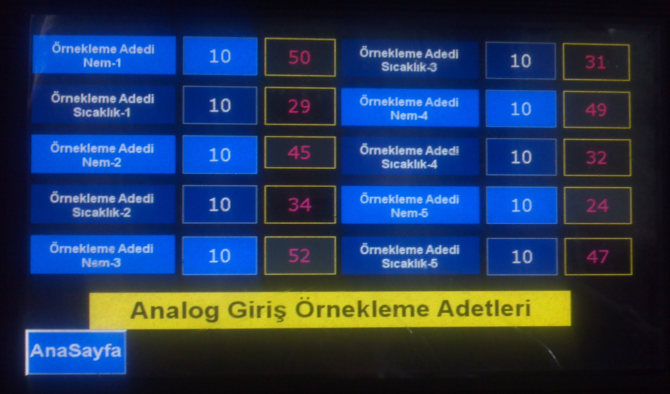 Örnekleme Adedi
Nem-1
10
50
Örnekleme Adedi
Sıcaklık-1
10
29
Örnekleme Adedi
Nem-2
10
45
Örnekleme Adedi
Sıcaklık-2
10
34
Örnekleme Adedi
Nem-3
10
52
Örnekleme Adedi
Sıcaklık-3
10
31
Örnekleme Adedi
Nem-4
10
49
Örnekleme Adedi
Sıcaklık-4
10
32
Örnekleme Adedi
Nem-5
10
24
Örnekleme Adedi
Sıcaklık-5
10
47
Analog Giriş Örnekleme Adetleri
AnaSayfa